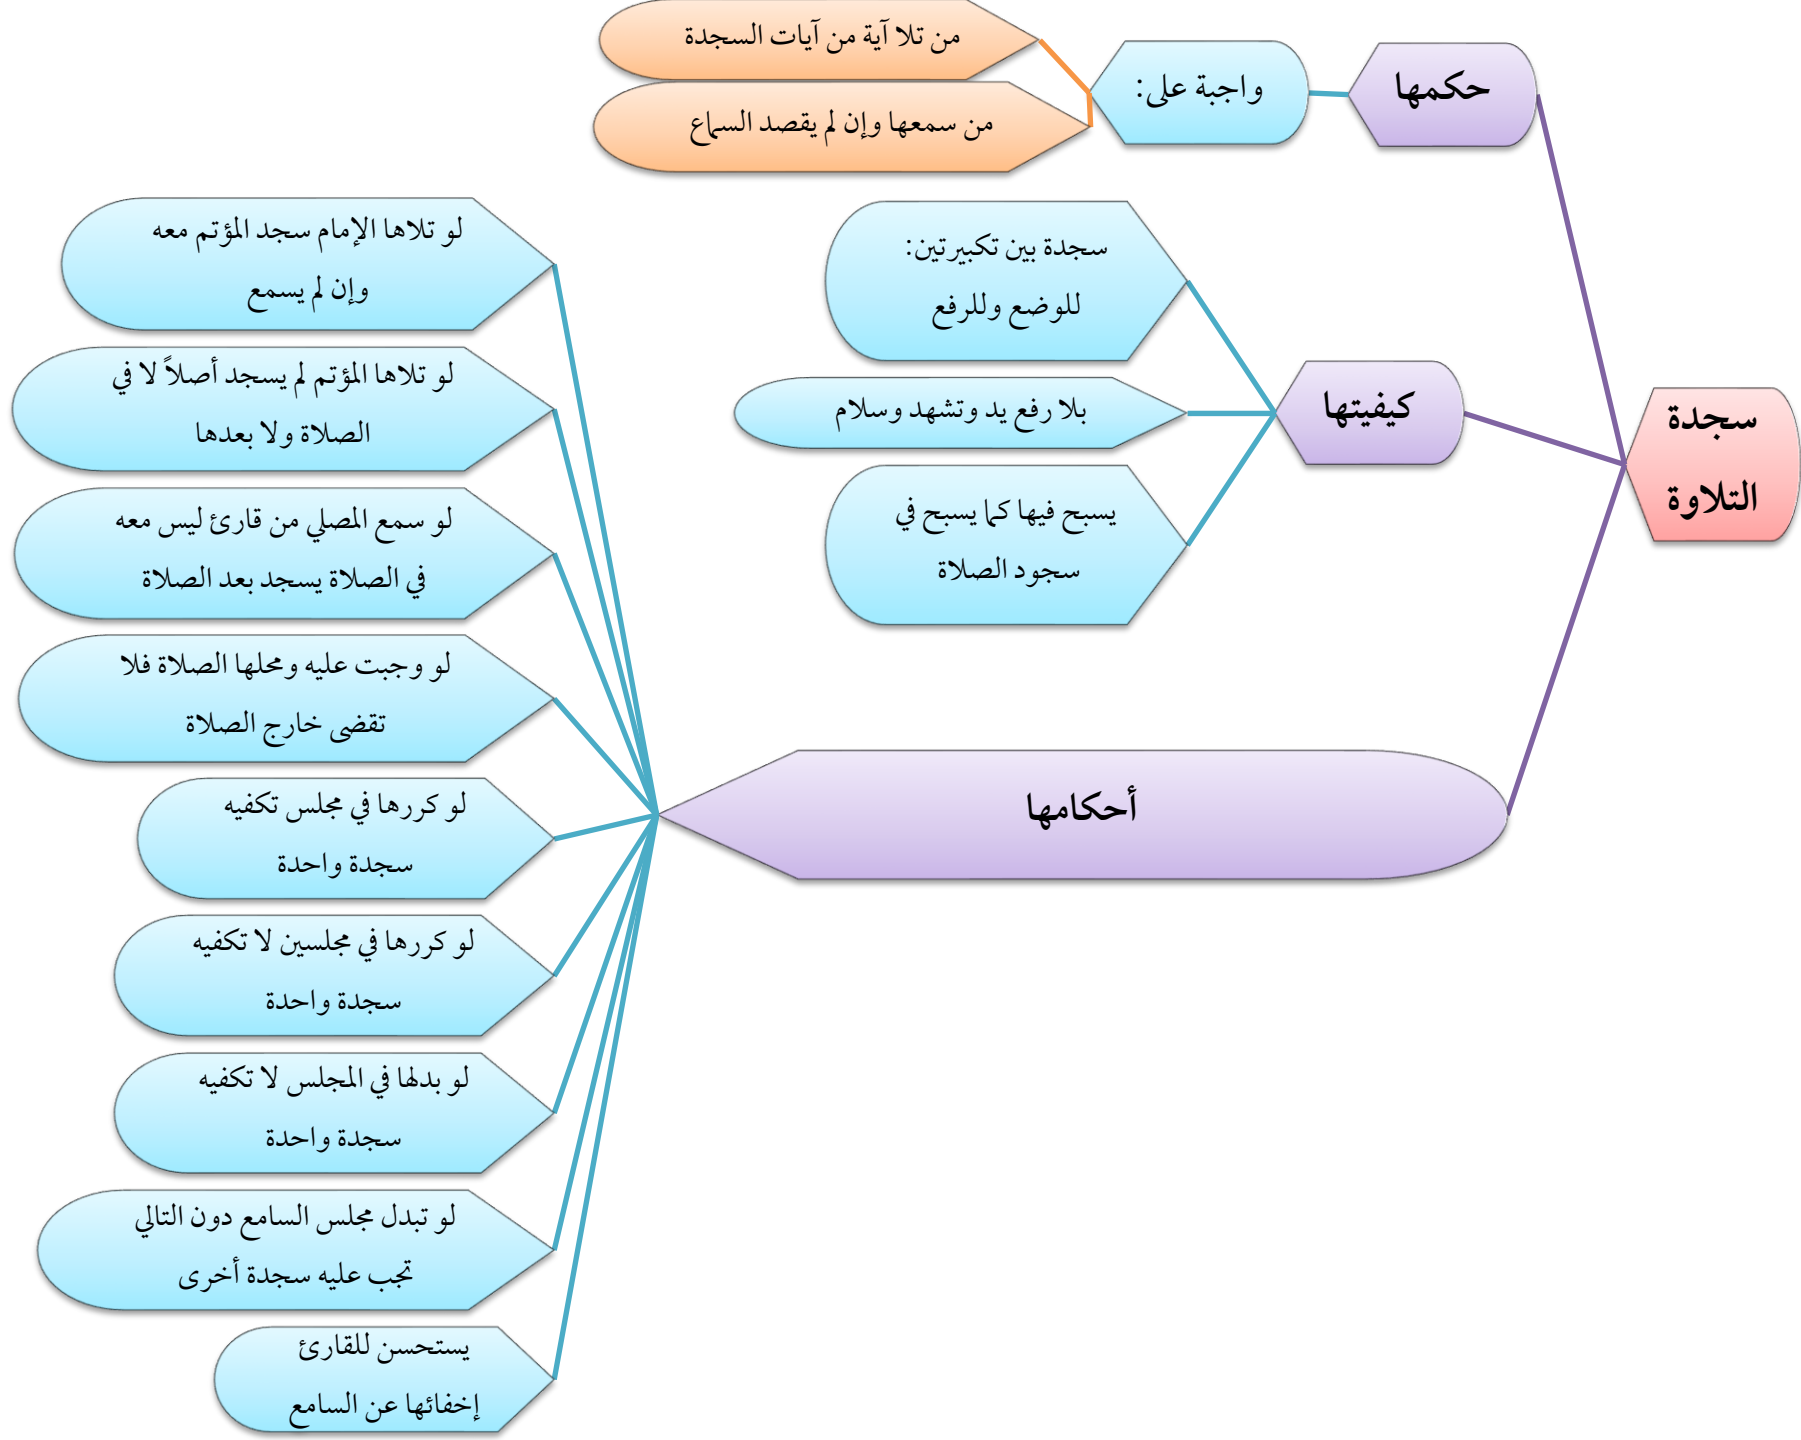 سجدة
التلاوة
حكمها
واجبة على:
من تلا آية من آيات السجدة
من سمعها وإن لم يقصد السماع
كيفيتها
سجدة بين تكبيرتين:
للوضع وللرفع
بلا رفع يد وتشهد وسلام
يسبح فيها كما يسبح في
سجود الصلاة
أحكامها
لو تلاها الإمام سجد المؤتم معه
وإن لم يسمع
لو تلاها المؤتم لم يسجد أصلاً لا في
الصلاة ولا بعدها
لو سمع المصلي من قارئ ليس معه
في الصلاة يسجد بعد الصلاة
لو وجبت عليه ومحلها الصلاة فلا
تقضى خارج الصلاة
لو كررها في مجلس تكفيه
سجدة واحدة
لو كررها في مجلسين لا تكفيه
سجدة واحدة
لو بدلها في المجلس لا تكفيه
سجدة واحدة
لو تبدل مجلس السامع دون التالي
تجب عليه سجدة أخرى
يستحسن للقارئ
إخفائها عن السامع